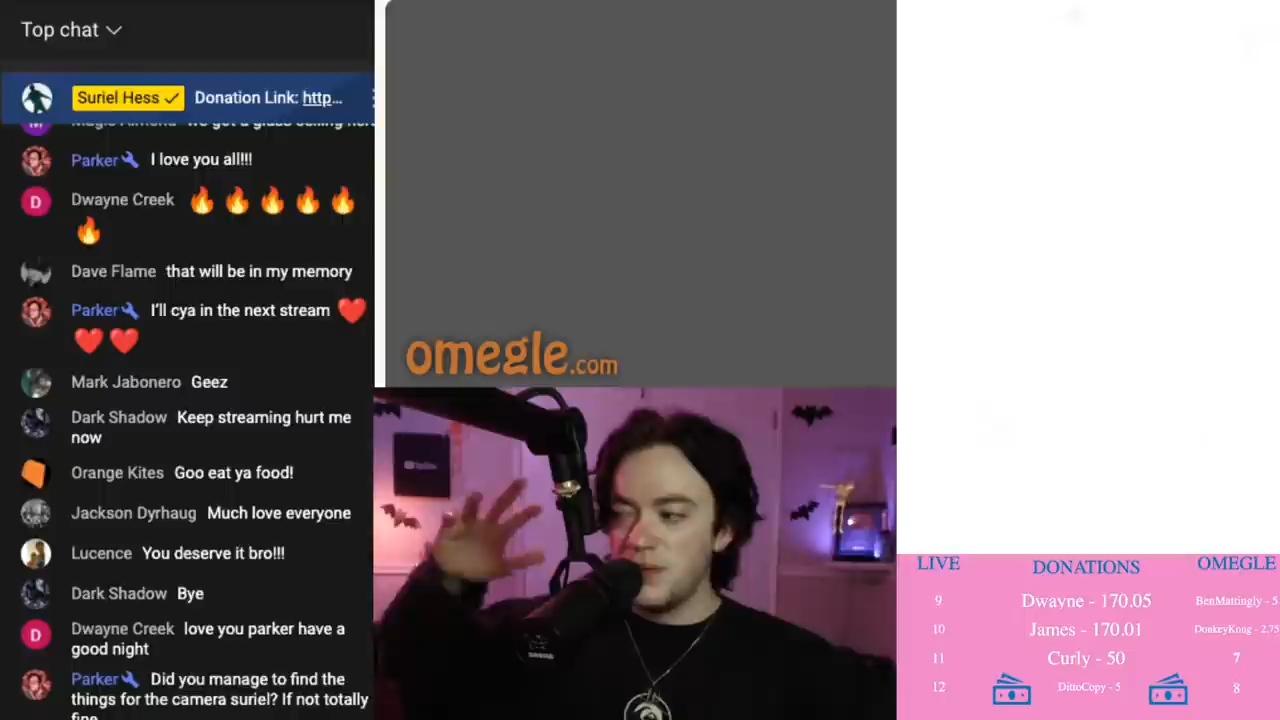 Top chat
Suriel Hess Donation Link: http...
Parker I love you all!!!
Dwayne Creek 🔥🔥🔥🔥🔥
🔥
Dave Flame that will be in my memory
Parker I'll cya in the next stream ❤️
❤️❤️
Mark Jabonero Geez
Dark Shadow Keep streaming hurt me
now
Orange Kites Goo eat ya food!
Jackson Dyrhaug Much love everyone
Lucence You deserve it bro!!!
Dark Shadow Bye
D
Dwayne Creek love you parker have a
good night
Parker Did you manage to find the
things for the camera suriel? If not totally
fine
omegle.com
LIVE DONATIONS OMEGLE
9 Dwayne - 170.05 BenMattingly - 5
10 James - 170.01 DonkeyKong - 2.75
11 Curly - 50 7
12 DittoCopy - 5 8